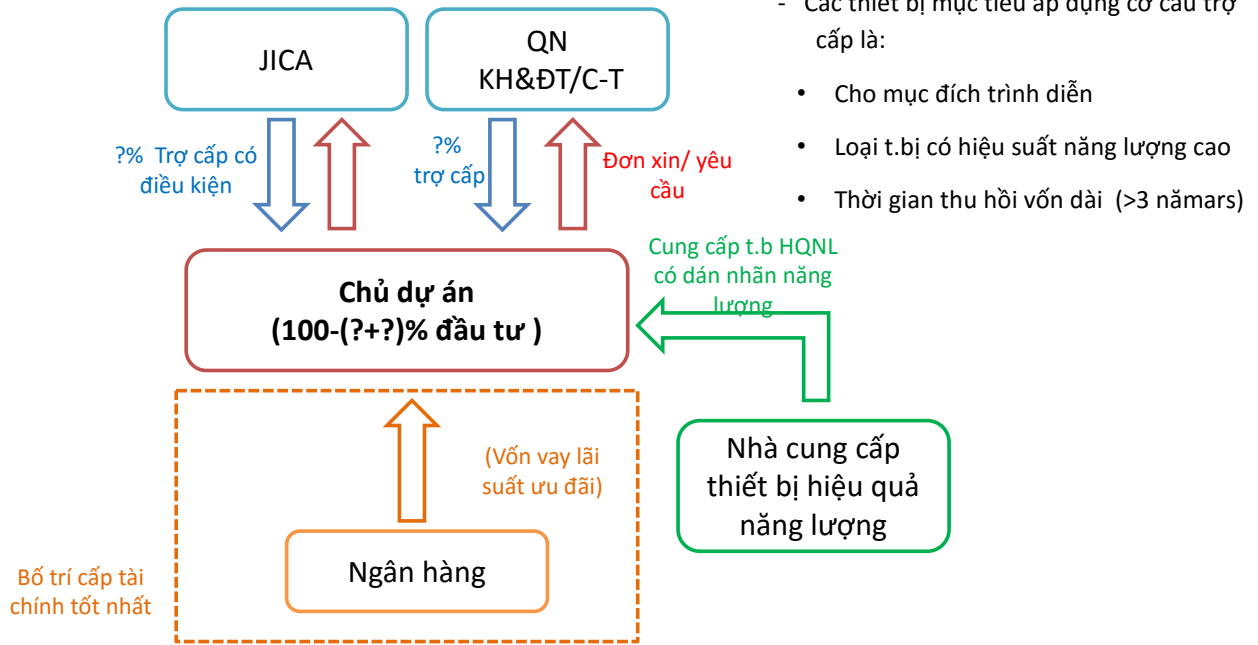 JICA
QN
KH&ĐT/C-T
- Các thiết bị mục tiêu áp dụng cơ cấu trợ
cấp là:
• Cho mục đích trình diễn
• Loại t.bị có hiệu suất năng lượng cao
• Thời gian thu hồi vốn dài (>3 nămars)
?% Trợ cấp có
điều kiện
?%
trợ cấp
Đơn xin/ yêu
cầu
Cung cấp t.b HQNL
có dán nhãn năng
lượng
Chủ dự án
(100-(?+?)% đầu tư )
(Vốn vay lãi
suất ưu đãi)
Nhà cung cấp
thiết bị hiệu quả
năng lượng
Ngân hàng
Bố trí cấp tài
chính tốt nhất